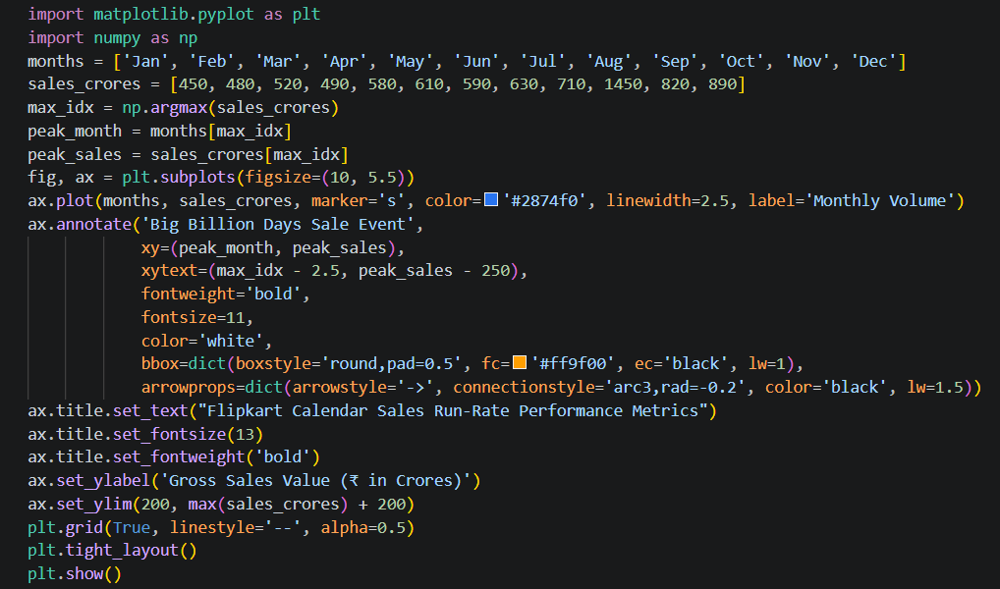 import matplotlib.pyplot as plt
import numpy as np
months = ['Jan', 'Feb', 'Mar', 'Apr', 'May', 'Jun', 'Jul', 'Aug', 'Sep', 'Oct', 'Nov', 'Dec']
sales_crores = [450, 480, 520, 490, 580, 610, 590, 630, 710, 1450, 820, 890]
max_idx = np.argmax(sales_crores)
peak_month = months[max_idx]
peak_sales = sales_crores[max_idx]
fig, ax = plt.subplots(figsize=(10, 5.5))
ax.plot(months, sales_crores, marker='s', color='#2874f0', linewidth=2.5, label='Monthly Volume')
ax.annotate('Big Billion Days Sale Event',
            xy=(peak_month, peak_sales),
            xytext=(max_idx - 2.5, peak_sales - 250),
            fontweight='bold',
            fontsize=11,
            color='white',
            bbox=dict(boxstyle='round,pad=0.5', fc='#ff9f00', ec='black', lw=1),
            arrowprops=dict(arrowstyle='->', connectionstyle='arc3,rad=-0.2', color='black', lw=1.5))
ax.title.set_text("Flipkart Calendar Sales Run-Rate Performance Metrics")
ax.title.set_fontsize(13)
ax.title.set_fontweight('bold')
ax.set_ylabel('Gross Sales Value (₹ in Crores)')
ax.set_ylim(200, max(sales_crores) + 200)
plt.grid(True, linestyle='--', alpha=0.5)
plt.tight_layout()
plt.show()